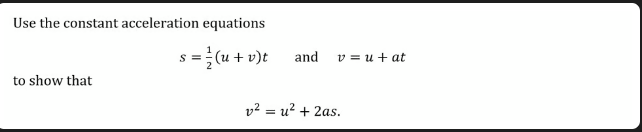 Use the constant acceleration equations
s = ½(u + v)t and v = u + at
to show that
v² = u² + 2as.